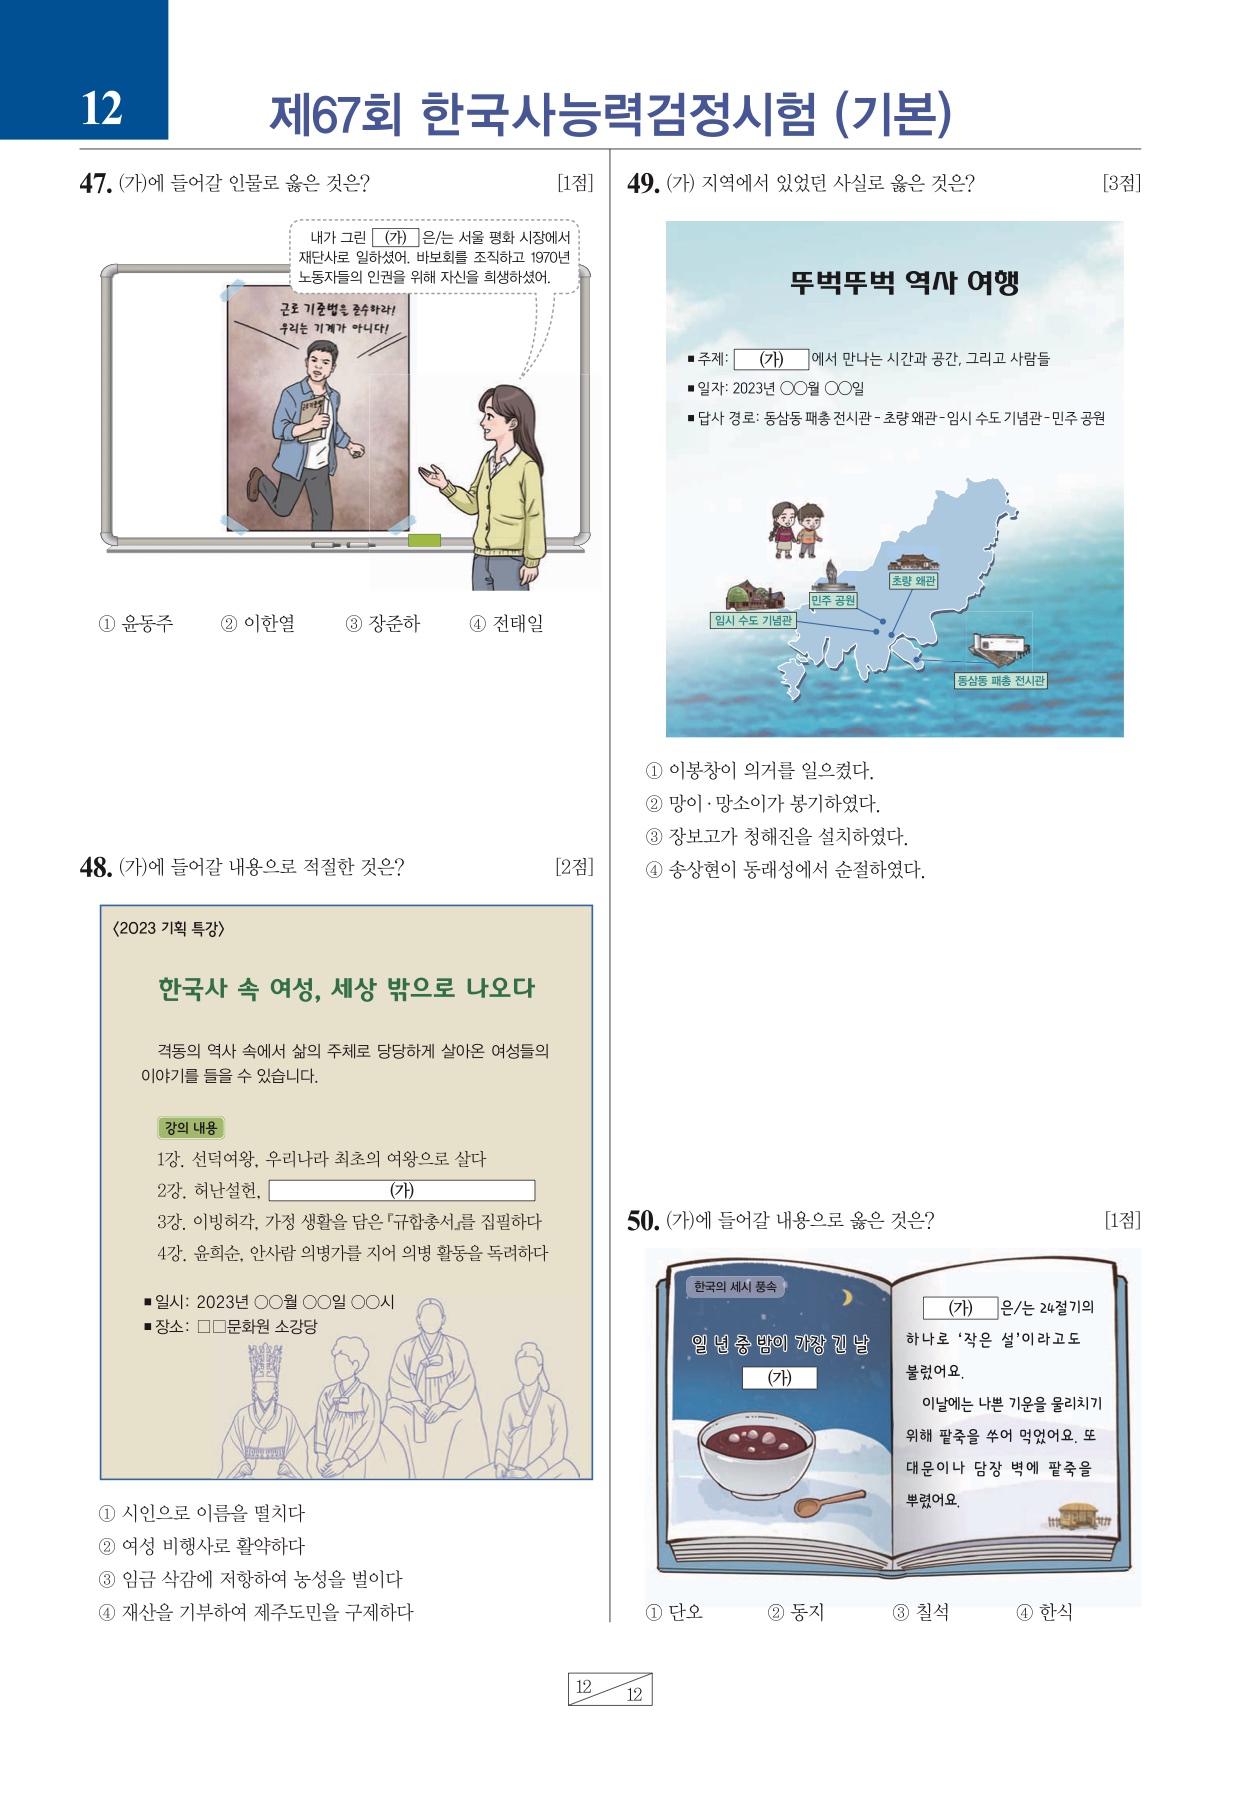 12
제67회 한국사능력검정시험 (기본)
47. (가)에 들어갈 인물로 옳은 것은? [1점]
내가 그린 (가) 은/는 서울 평화 시장에서
재단사로 일하셨어. 바보회를 조직하고 1970년
노동자들의 인권을 위해 자신을 희생하셨어.
근로 기준법을 준수하라!
우리는 기계가 아니다!
① 윤동주 ② 이한열 ③ 장준하 ④ 전태일
48. (가)에 들어갈 내용으로 적절한 것은? [2점]
<2023 기획 특강>
한국사 속 여성, 세상 밖으로 나오다
격동의 역사 속에서 삶의 주체로 당당하게 살아온 여성들의
이야기를 들을 수 있습니다.
강의 내용
1강. 선덕여왕, 우리나라 최초의 여왕으로 살다
2강. 허난설헌, (가)
3강. 이빙허각, 가정 생활을 담은 『규합총서』를 집필하다
4강. 윤희순, 안사람 의병가를 지어 의병 활동을 독려하다
■ 일시: 2023년 ○○월 ○○일 ○○시
■ 장소: □□문화원 소강당
① 시인으로 이름을 떨치다
② 여성 비행사로 활약하다
③ 임금 삭감에 저항하여 농성을 벌이다
④ 재산을 기부하여 제주도민을 구제하다
49. (가) 지역에서 있었던 사실로 옳은 것은? [3점]
뚜벅뚜벅 역사 여행
■ 주제: (가) 에서 만나는 시간과 공간, 그리고 사람들
■ 일자: 2023년 ○○월 ○○일
■ 답사 경로: 동삼동 패총 전시관 - 초량 왜관 - 임시 수도 기념관 - 민주 공원
초량 왜관
민주 공원
임시 수도 기념관
동삼동 패총 전시관
① 이봉창이 의거를 일으켰다.
② 망이·망소이가 봉기하였다.
③ 장보고가 청해진을 설치하였다.
④ 송상현이 동래성에서 순절하였다.
50. (가)에 들어갈 내용으로 옳은 것은? [1점]
한국의 세시 풍속
일 년 중 밤이 가장 긴 날
(가)
(가) 은/는 24절기의
하나로 '작은 설'이라고도
불렀어요.
이날에는 나쁜 기운을 물리치기
위해 팥죽을 쑤어 먹었어요. 또
대문이나 담장 벽에 팥죽을
뿌렸어요.
① 단오 ② 동지 ③ 칠석 ④ 한식
12
12